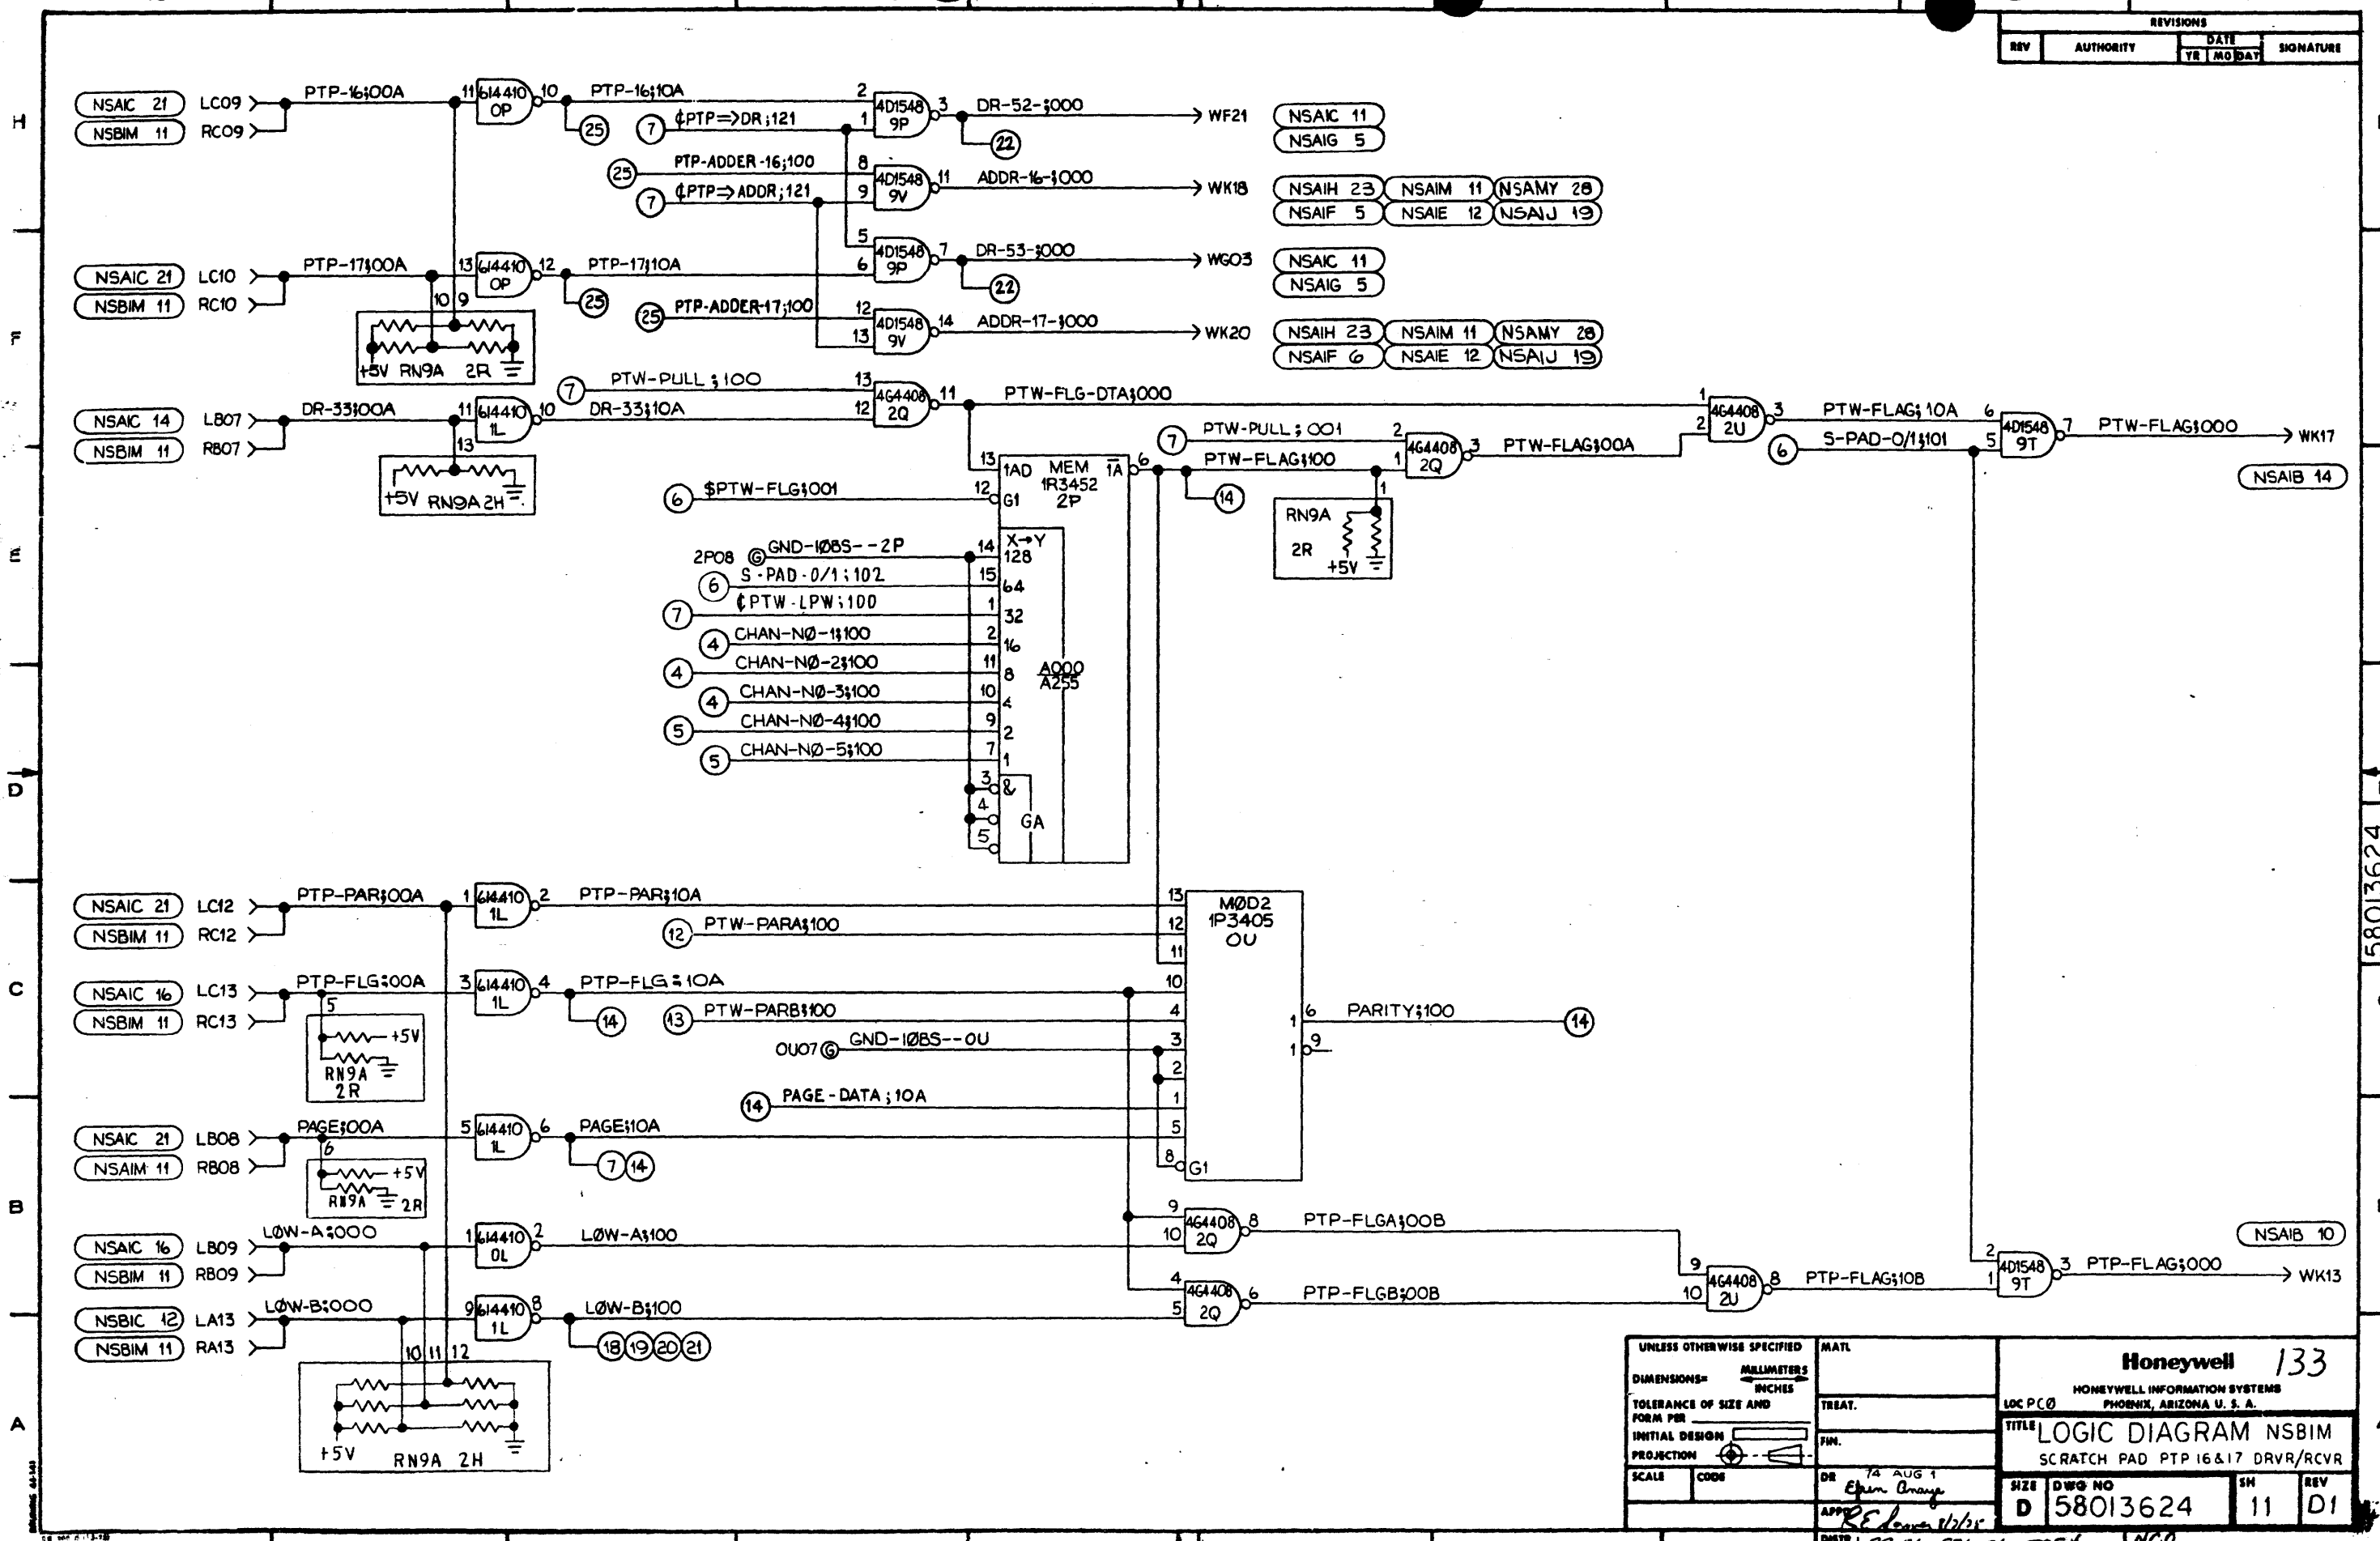 REVISIONS
REV AUTHORITY DATE SIGNATURE
YR MO DAY
H
NSAIC 21 LC09 PTP-16;00A 11 614410 0P 10 PTP-16;10A 2 4D1548 9P 3 DR-52-;000 WF21 NSAIC 11
NSBIM 11 RC09 25 7 ₵PTP=>DR;121 1 22 NSAIG 5
25 PTP-ADDER-16;100 8 4D1548 9V 11 ADDR-16-;000 WK18 NSAIH 23 NSAIM 11 NSAMY 28
7 ₵PTP=>ADDR;121 9 NSAIF 5 NSAIE 12 NSAIJ 19
NSAIC 21 LC10 PTP-17;00A 13 614410 0P 12 PTP-17;10A 5 6 4D1548 9P 7 DR-53-;000 WG03 NSAIC 11
NSBIM 11 RC10 10 9 25 22 NSAIG 5
F
25 PTP-ADDER-17;100 12 13 4D1548 9V 14 ADDR-17-;000 WK20 NSAIH 23 NSAIM 11 NSAMY 28
NSAIF 6 NSAIE 12 NSAIJ 19
+5V RN9A 2R
7 PTW-PULL;100 13 4G4408 2Q 11 PTW-FLG-DTA;000 1 4G4408 2U 3 PTW-FLAG;10A 6 4D1548 9T 7 PTW-FLAG;000 WK17
NSAIC 14 LB07 DR-33;00A 11 614410 1L 10 DR-33;10A 12
NSBIM 11 RB07 13 7 PTW-PULL;001 2 4G4408 2Q 3 PTW-FLAG;00A 2 6 S-PAD-0/1;101 5
+5V RN9A 2H
13 1AD MEM 1A 6 PTW-FLAG;100 1 NSAIB 14
1R3452
2P
6 $PTW-FLG;001 12 G1 14 1
RN9A
2R
+5V
E
2P08 G GND-IØBS--2P 14 X→Y 128
6 S-PAD-0/1;102 15 64
7 ₵PTW-LPW;100 1 32
4 CHAN-NØ-1;100 2 16
4 CHAN-NØ-2;100 11 8 A000
A255
4 CHAN-NØ-3;100 10 4
5 CHAN-NØ-4;100 9 2
5 CHAN-NØ-5;100 7 1
D
3 &
4 GA
5
58013624
NSAIC 21 LC12 PTP-PAR;00A 1 614410 1L 2 PTP-PAR;10A 13 MØD2
NSBIM 11 RC12 12 PTW-PARA;100 12 1P3405
11 0U
C
NSAIC 16 LC13 PTP-FLG;00A 3 614410 1L 4 PTP-FLG;10A 10
NSBIM 11 RC13 5 14 13 PTW-PARB;100 4 1 6 PARITY;100 14
+5V
RN9A
2R
0U07 G GND-IØBS--0U 3 1 9
2
14 PAGE-DATA;10A 1
NSAIC 21 LB08 PAGE;00A 5 614410 1L 6 PAGE;10A 5
NSAIM 11 RB08 6 7 14 8 G1
+5V
RN9A 2R
B
NSAIC 16 LB09 LØW-A;000 1 614410 0L 2 LØW-A;100 9 10 4G4408 2Q 8 PTP-FLGA;00B NSAIB 10
NSBIM 11 RB09 9 4G4408 2U 8 PTP-FLAG;10B 2 1 4D1548 9T 3 PTP-FLAG;000 WK13
NSBIC 12 LA13 LØW-B;000 9 614410 1L 8 LØW-B;100 4 5 4G4408 2Q 6 PTP-FLGB;00B 10
NSBIM 11 RA13 10 11 12 18 19 20 21
A
+5V RN9A 2H
UNLESS OTHERWISE SPECIFIED MATL
DIMENSIONS= MILLIMETERS INCHES
TOLERANCE OF SIZE AND FORM PER TREAT.
INITIAL DESIGN
PROJECTION FIN.
SCALE CODE DR 74 AUG 1
APPD
Honeywell 133
HONEYWELL INFORMATION SYSTEMS
LOC PCØ PHOENIX, ARIZONA U. S. A.
TITLE LOGIC DIAGRAM NSBIM
SCRATCH PAD PTP 16&17 DRVR/RCVR
SIZE DWG NO SH REV
D 58013624 11 D1